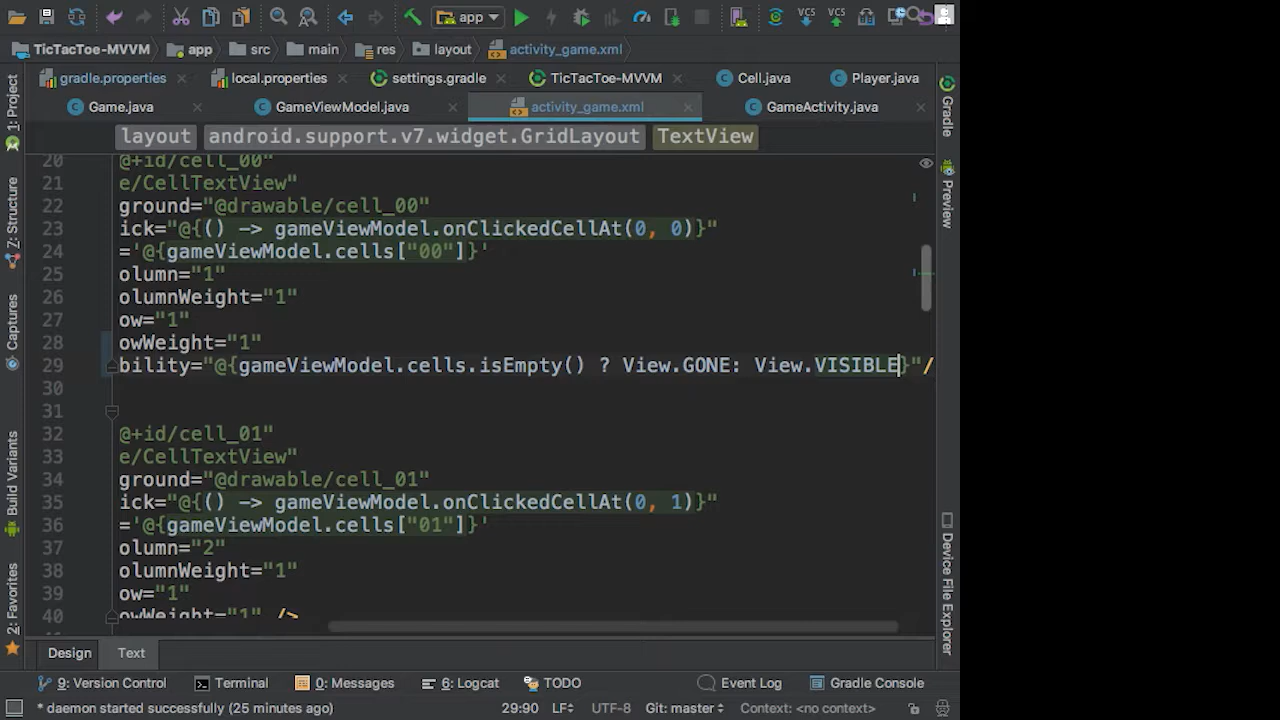 app
VCS VCS
TicTacToe-MVVM app src main res layout activity_game.xml
gradle.properties local.properties settings.gradle TicTacToe-MVVM Cell.java Player.java
Game.java GameViewModel.java activity_game.xml GameActivity.java
layout android.support.v7.widget.GridLayout TextView
20 @+id/cell_00"
21 e/CellTextView"
22 ground="@drawable/cell_00"
23 ick="@{() -> gameViewModel.onClickedCellAt(0, 0)}"
24 ='@{gameViewModel.cells["00"]}'
25 olumn="1"
26 olumnWeight="1"
27 ow="1"
28 owWeight="1"
29 bility="@{gameViewModel.cells.isEmpty() ? View.GONE: View.VISIBLE}"/
30
31
32 @+id/cell_01"
33 e/CellTextView"
34 ground="@drawable/cell_01"
35 ick="@{() -> gameViewModel.onClickedCellAt(0, 1)}"
36 ='@{gameViewModel.cells["01"]}'
37 olumn="2"
38 olumnWeight="1"
39 ow="1"
40 owWeight="1" />
1: Project
7: Structure
Captures
Build Variants
2: Favorites
Gradle
Preview
Device File Explorer
Design Text
9: Version Control Terminal 0: Messages 6: Logcat TODO Event Log Gradle Console
* daemon started successfully (25 minutes ago) 29:90 LF÷ UTF-8 Git: master÷ Context: <no context>